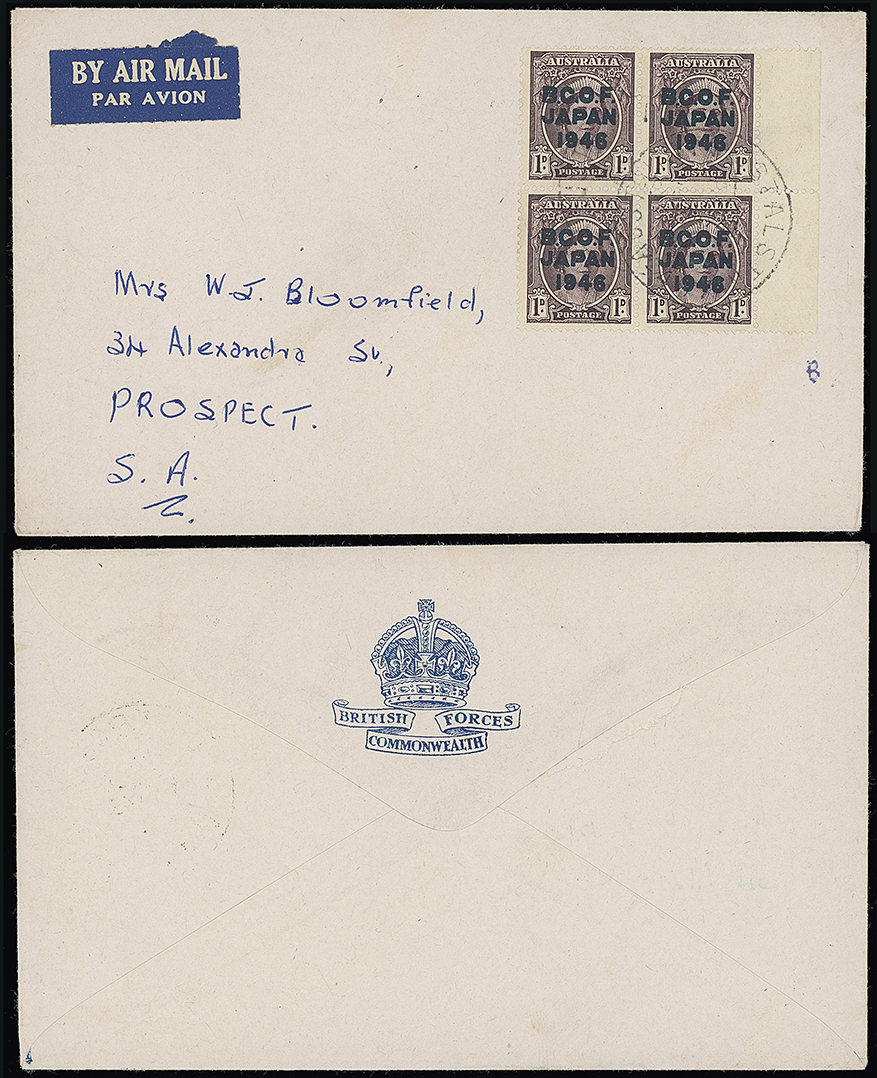 BY AIR MAIL
PAR AVION
AUSTRALIA AUSTRALIA
B.C.O.F. B.C.O.F.
JAPAN JAPAN
1946 1946
1D. 1D. 1D. 1D.
POSTAGE POSTAGE
AUSTRALIA AUSTRALIA
B.C.O.F. B.C.O.F.
JAPAN JAPAN
1946 1946
1D. 1D. 1D. 1D.
POSTAGE POSTAGE
Mrs W.J. Bloomfield,
34 Alexandra St.,
PROSPECT.
S. A.
B
BRITISH FORCES
COMMONWEALTH